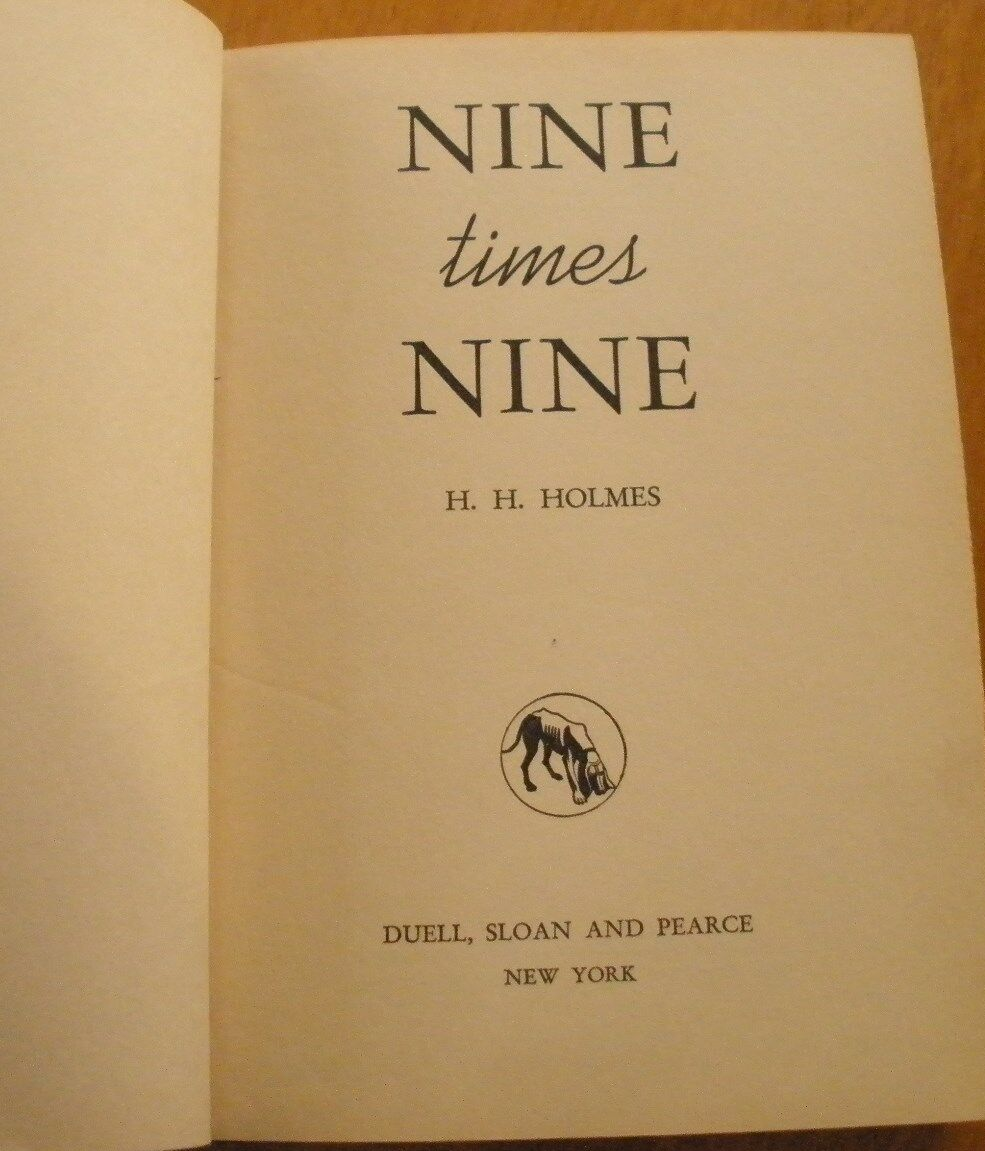 NINE
times
NINE
H. H. HOLMES
DUELL, SLOAN AND PEARCE
NEW YORK